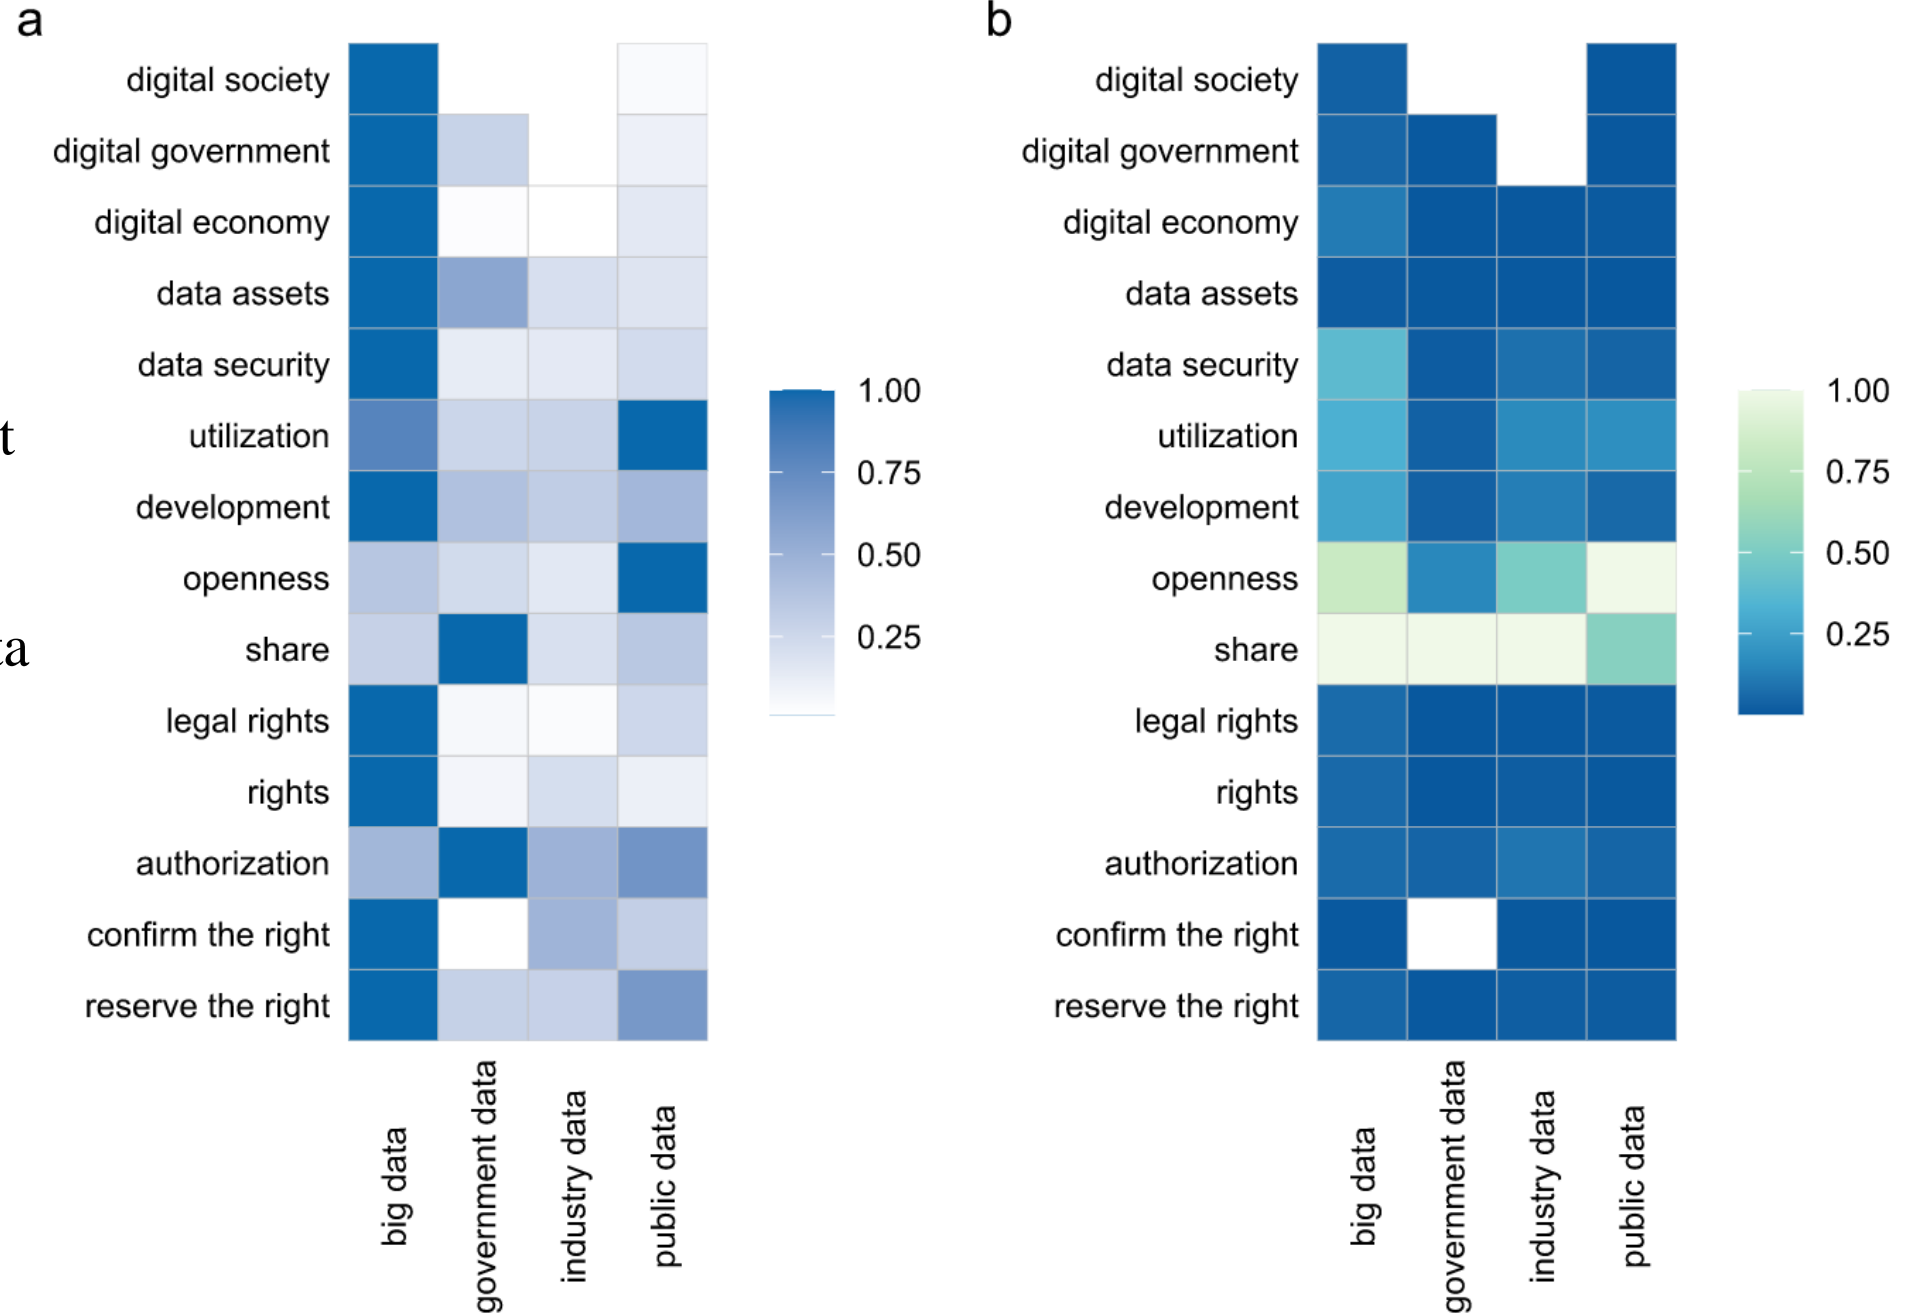 a
digital society
digital government
digital economy
data assets
data security
utilization
development
openness
share
legal rights
rights
authorization
confirm the right
reserve the right
big data
government data
industry data
public data
1.00
0.75
0.50
0.25
b
digital society
digital government
digital economy
data assets
data security
utilization
development
openness
share
legal rights
rights
authorization
confirm the right
reserve the right
big data
government data
industry data
public data
1.00
0.75
0.50
0.25
t
ta